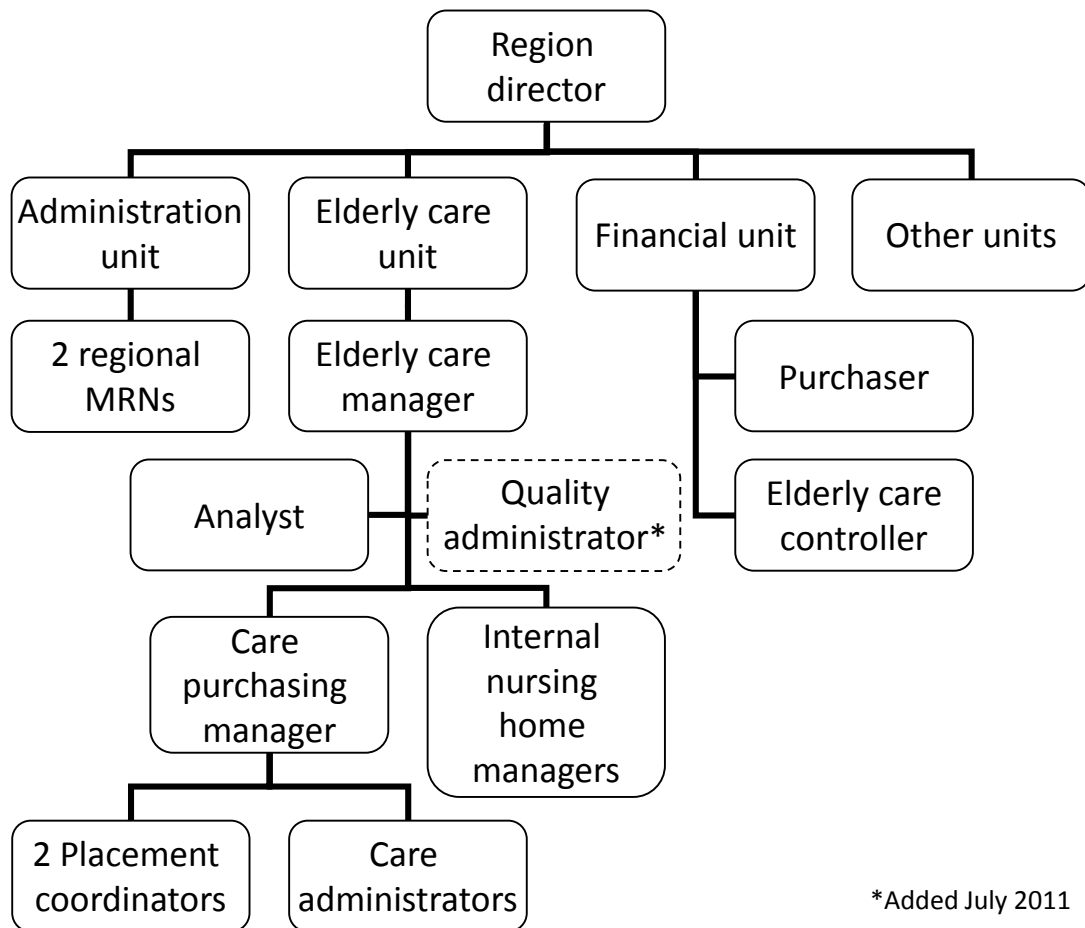 Region
director
Administration
unit
Elderly care
unit
Financial unit
Other units
2 regional
MRNs
Elderly care
manager
Purchaser
Analyst
Quality
administrator*
Elderly care
controller
Care
purchasing
manager
Internal
nursing
home
managers
2 Placement
coordinators
Care
administrators
*Added July 2011